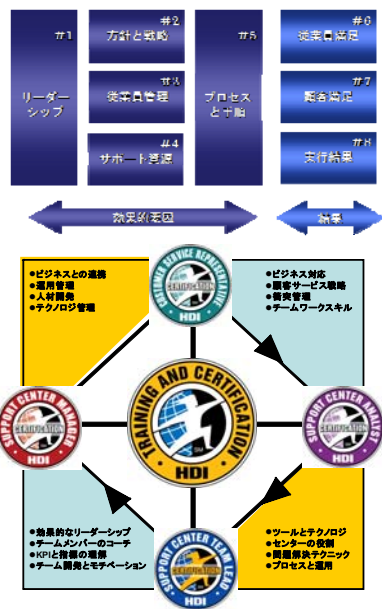 #1
リーダー
シップ
#2
方針と戦略
#3
従業員管理
#4
サポート資源
#5
プロセス
と手順
#6
従業員満足
#7
顧客満足
#8
実行結果
効果的要因
結果
●ビジネスとの連携
●運用管理
●人材開発
●テクノロジ管理
CUSTOMER SERVICE REPRESENTATIVE
CERTIFICATION
HDI
●ビジネス対応
●顧客サービス戦略
●衝突管理
●チームワークスキル
SUPPORT CENTER MANAGER
CERTIFICATION
HDI
TRAINING AND CERTIFICATION
HDI
SUPPORT CENTER ANALYST
CERTIFICATION
HDI
●効果的なリーダーシップ
●チームメンバーのコーチ
●KPIと指標の理解
●チーム開発とモチベーション
SUPPORT CENTER TEAM LEAD
CERTIFICATION
HDI
●ツールとテクノロジ
●センターの役割
●問題解決テクニック
●プロセスと運用